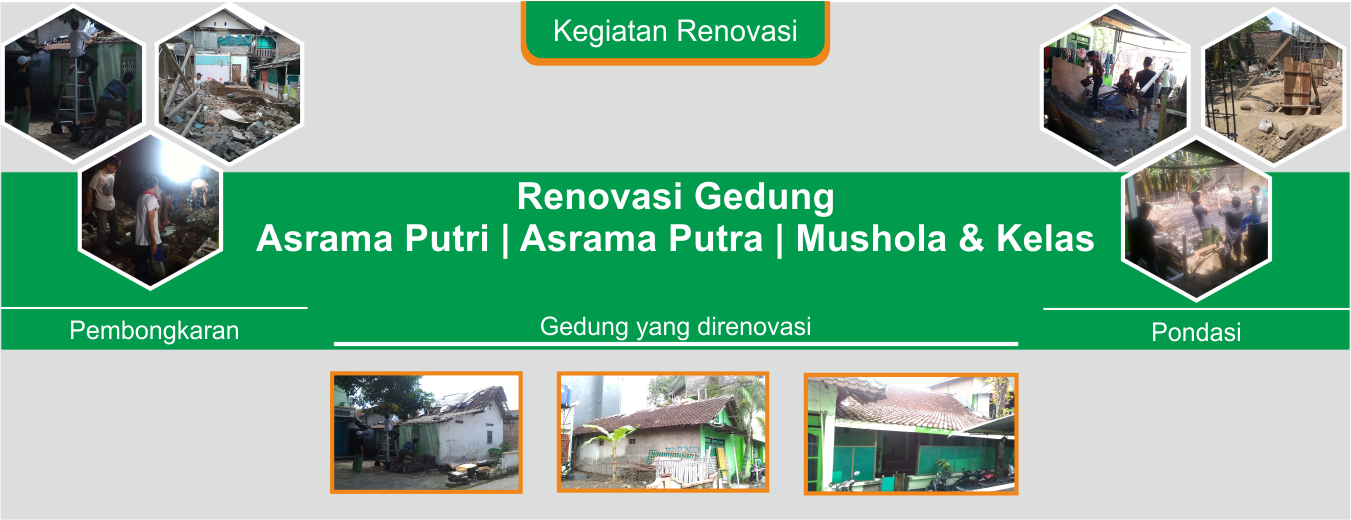 Kegiatan Renovasi
Renovasi Gedung
Asrama Putri | Asrama Putra | Mushola & Kelas
Pembongkaran
Gedung yang direnovasi
Pondasi